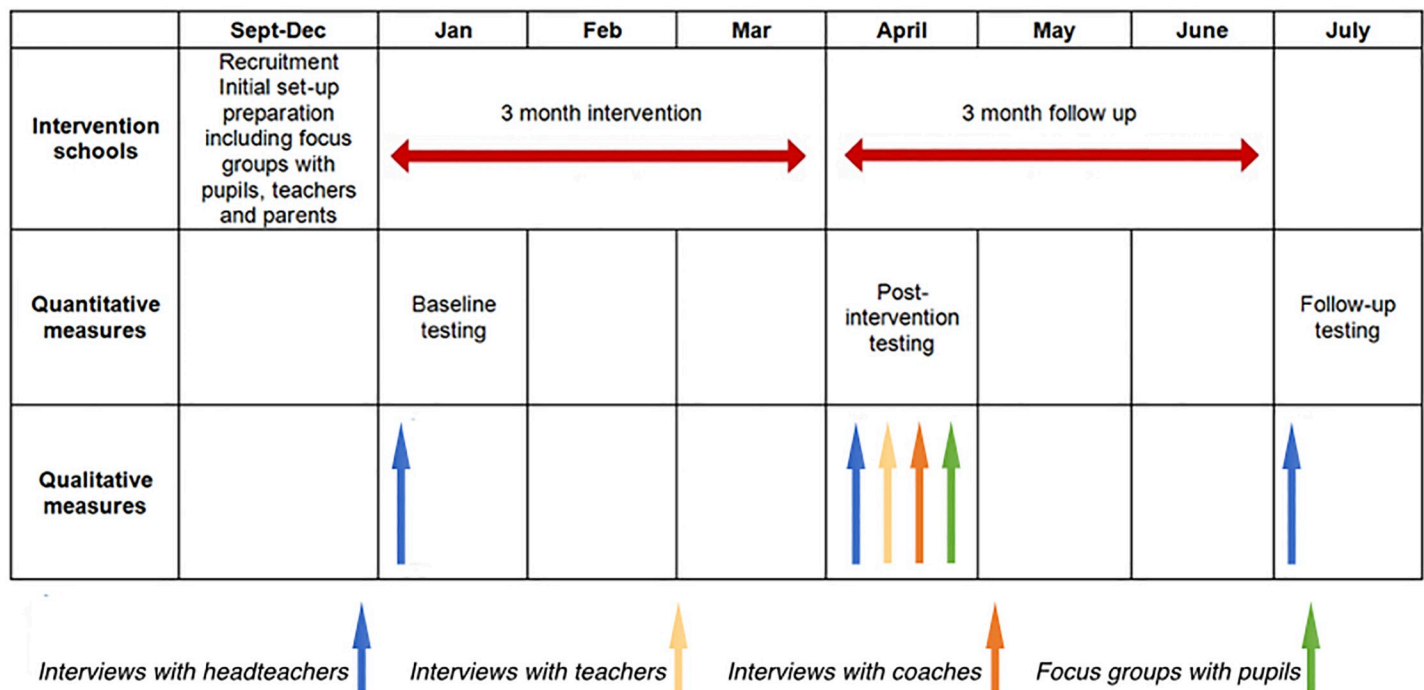 Sept-Dec Jan Feb Mar April May June July
Intervention
schools
Recruitment
Initial set-up
preparation
including focus
groups with
pupils, teachers
and parents
3 month intervention
3 month follow up
Quantitative
measures
Baseline
testing
Post-
intervention
testing
Follow-up
testing
Qualitative
measures
Interviews with headteachers
Interviews with teachers
Interviews with coaches
Focus groups with pupils